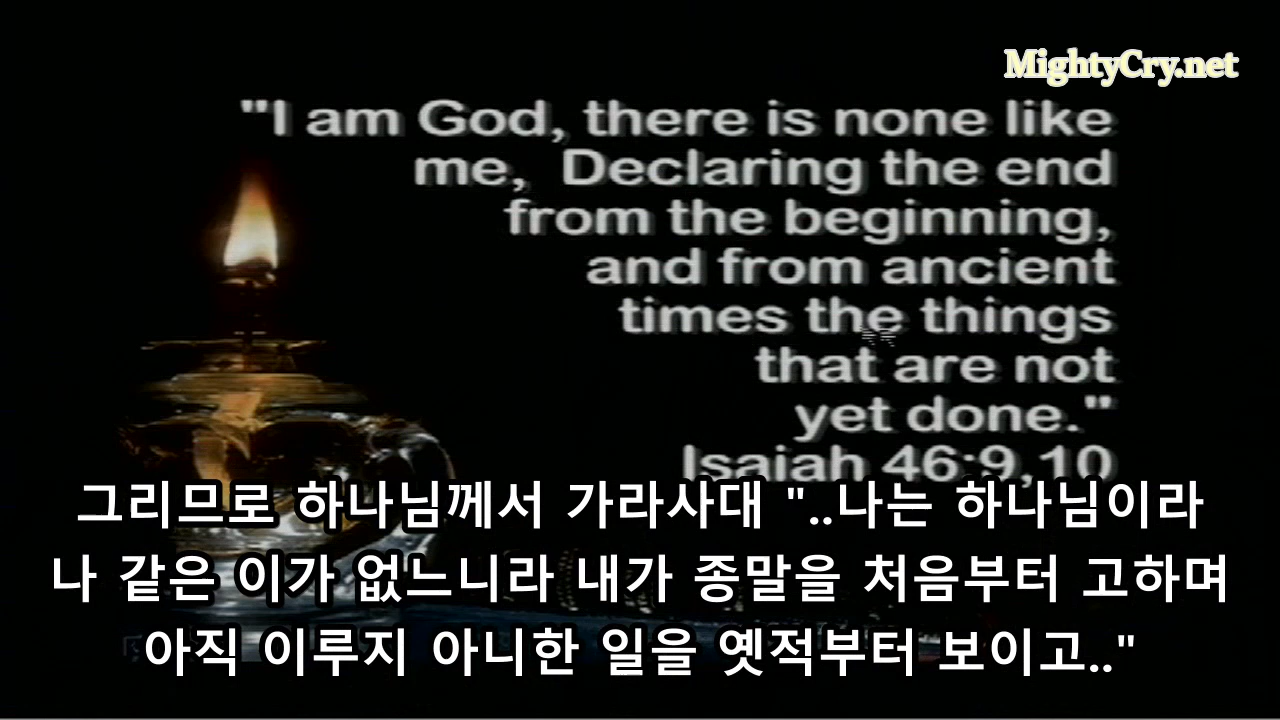 MightyCry.net
"I am God, there is none like
me, Declaring the end
from the beginning,
and from ancient
times the things
that are not
yet done."
Isaiah 46:9,10
그리므로 하나님께서 가라사대 "..나는 하나님이라
나 같은 이가 없느니라 내가 종말을 처음부터 고하며
아직 이루지 아니한 일을 옛적부터 보이고.."